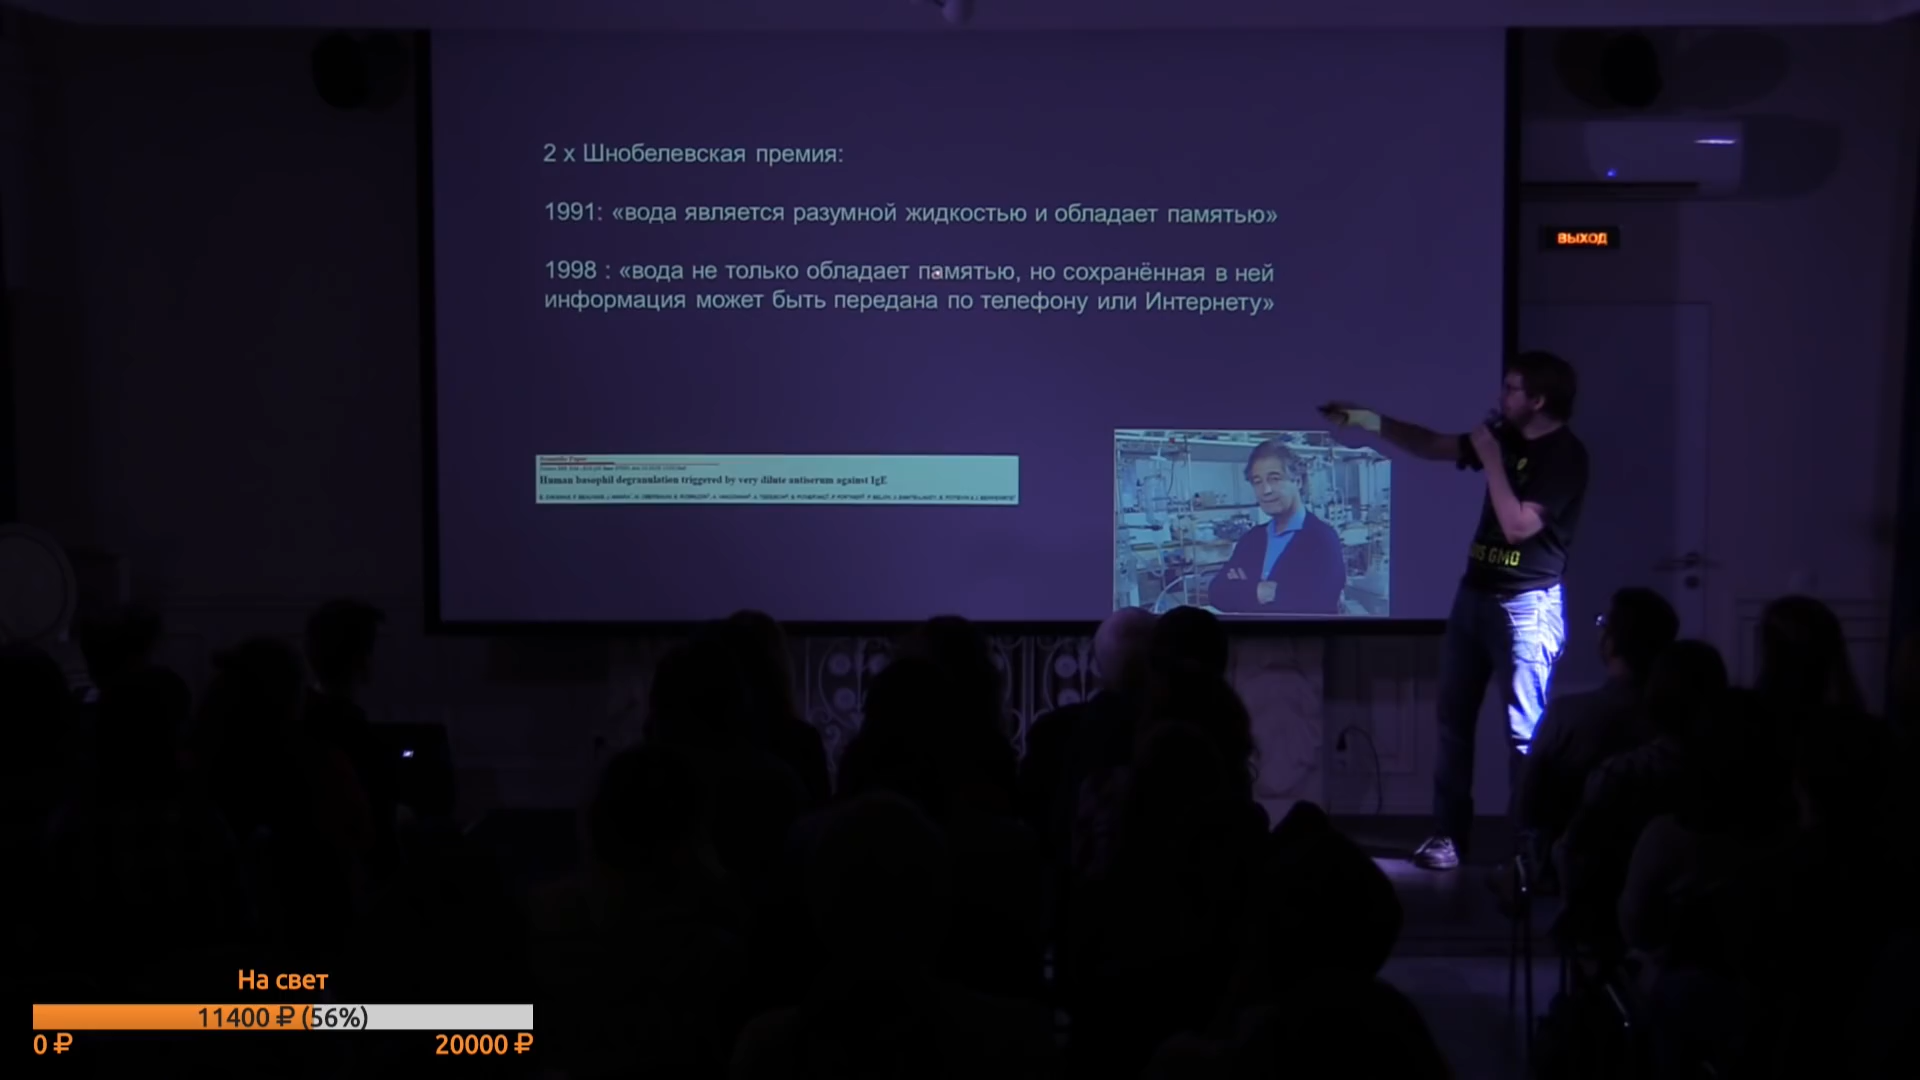 2 х Шнобелевская премия:
1991: «вода является разумной жидкостью и обладает памятью»
1998 : «вода не только обладает памятью, но сохранённая в ней
информация может быть передана по телефону или Интернету»
ВЫХОД
Human basophil degranulation triggered by very dilute antiserum against IgE
GMO
На свет
11400 ₽ (56%)
0 ₽
20000 ₽